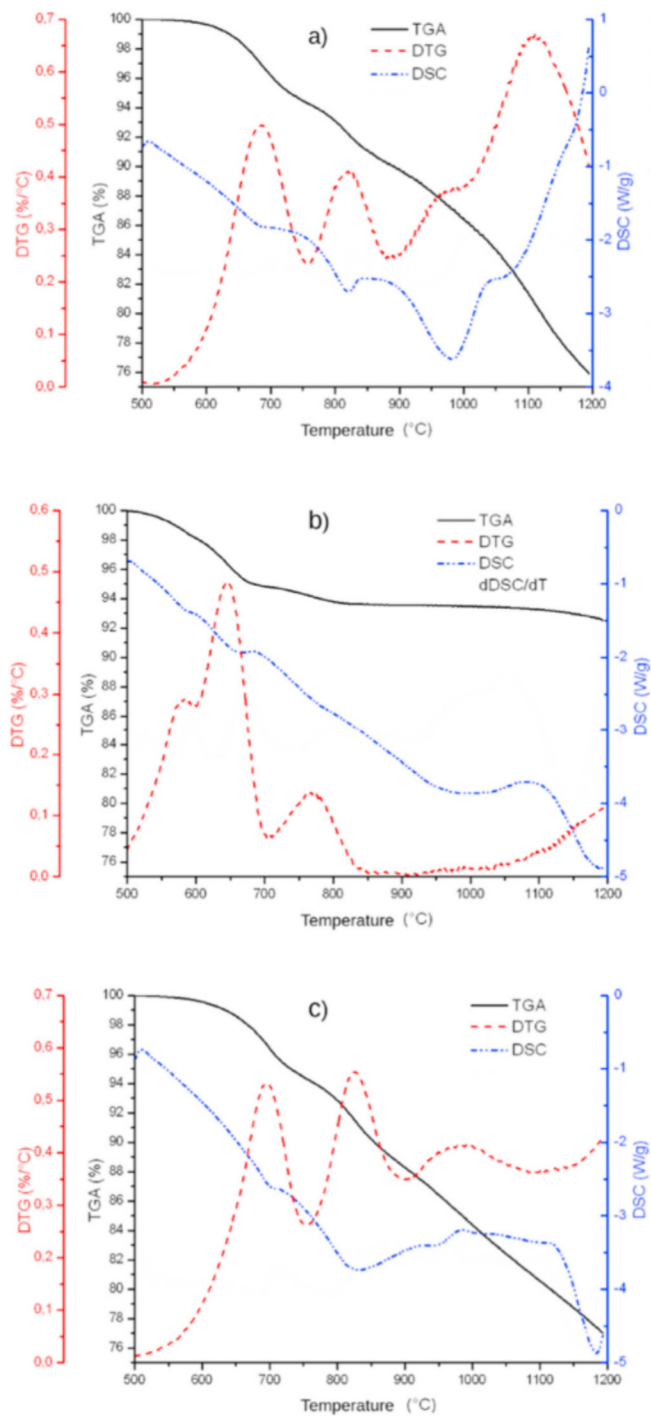 a)
TGA
DTG
DSC
0,7
0,6
0,5
0,4
0,3
0,2
0,1
0,0
DTG (%/°C)
100
98
96
94
92
90
88
86
84
82
80
78
76
TGA (%)
1
0
-1
-2
-3
-4
DSC (W/g)
500 600 700 800 900 1000 1100 1200
Temperature (°C)
b)
TGA
DTG
DSC
dDSC/dT
0,6
0,5
0,4
0,3
0,2
0,1
0,0
DTG (%/°C)
100
98
96
94
92
90
88
86
84
82
80
78
76
TGA (%)
0
-1
-2
-3
-4
-5
DSC (W/g)
500 600 700 800 900 1000 1100 1200
Temperature (°C)
c)
TGA
DTG
DSC
0,7
0,6
0,5
0,4
0,3
0,2
0,1
0,0
DTG (%/°C)
100
98
96
94
92
90
88
86
84
82
80
78
76
TGA (%)
0
-1
-2
-3
-4
-5
DSC (W/g)
500 600 700 800 900 1000 1100 1200
Temperature (°C)